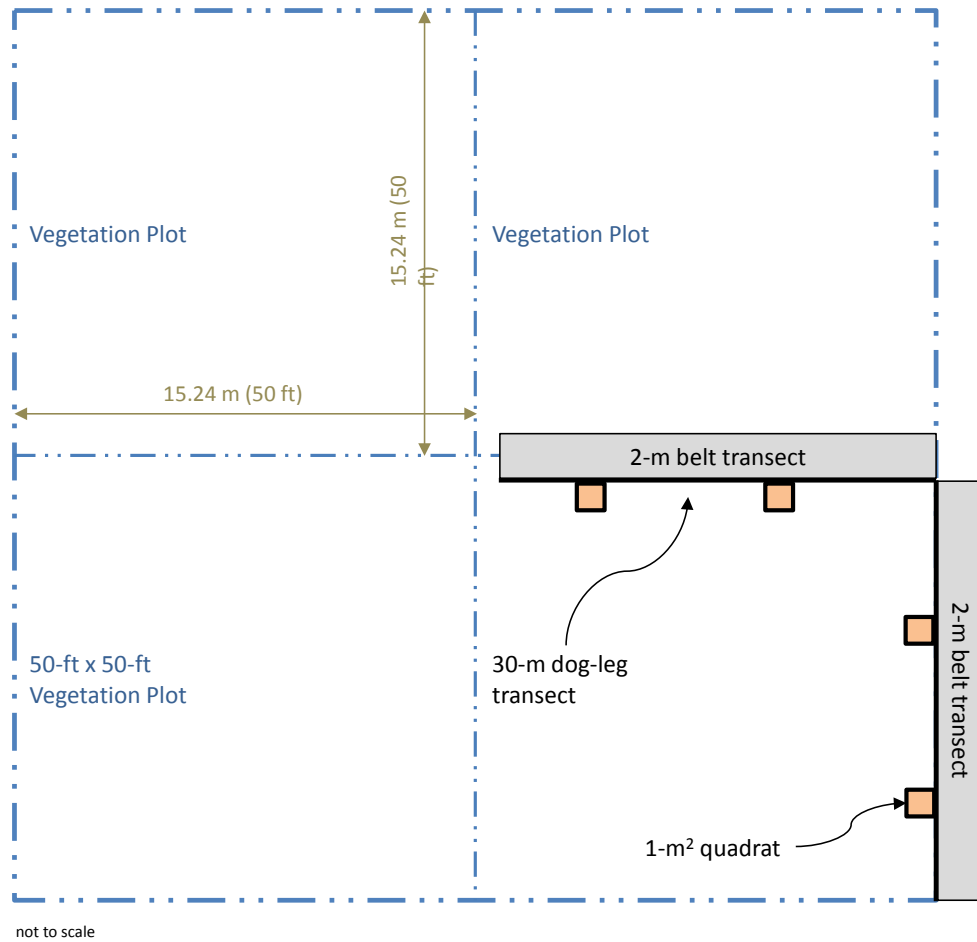 Vegetation Plot
Vegetation Plot
15.24 m (50
ft)
15.24 m (50 ft)
2-m belt transect
50-ft x 50-ft
Vegetation Plot
30-m dog-leg
transect
2-m belt transect
1-m² quadrat
not to scale